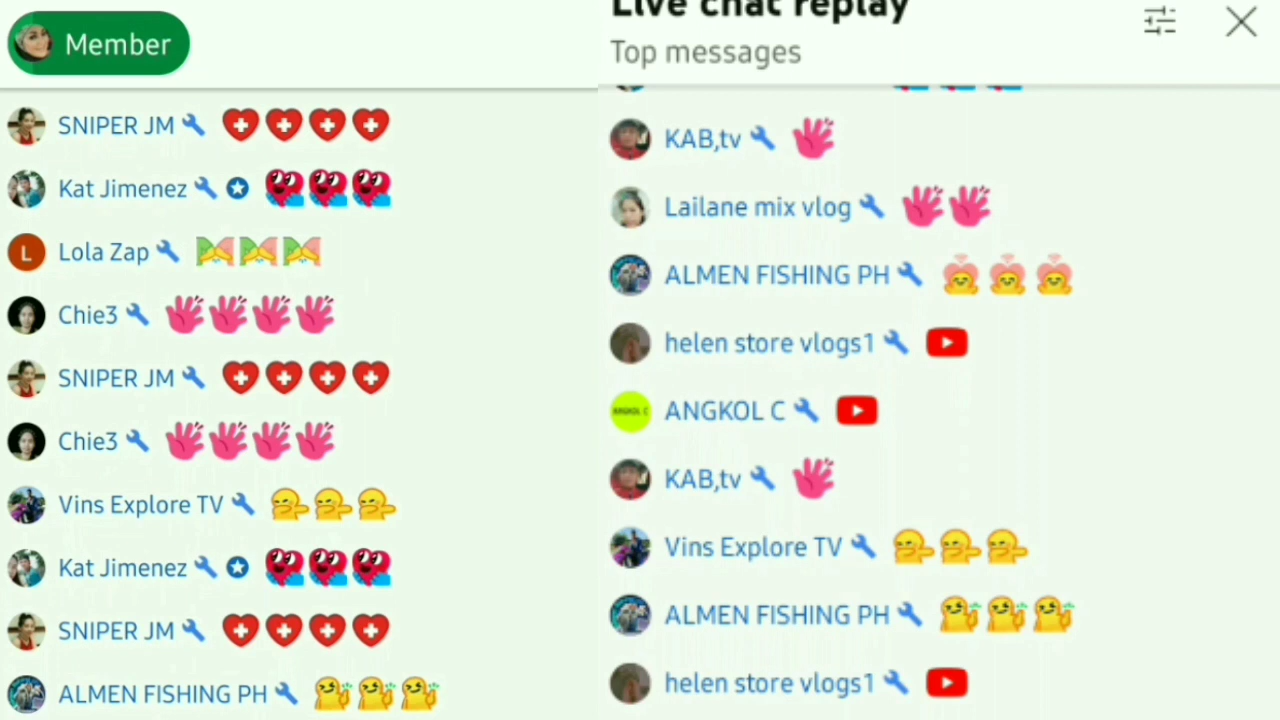 Member
SNIPER JM
Kat Jimenez
L Lola Zap
Chie3
SNIPER JM
Chie3
Vins Explore TV
Kat Jimenez
SNIPER JM
ALMEN FISHING PH
Live chat replay
Top messages
KAB,tv
Lailane mix vlog
ALMEN FISHING PH
helen store vlogs1
ANGKOL C ANGKOL C
KAB,tv
Vins Explore TV
ALMEN FISHING PH
helen store vlogs1